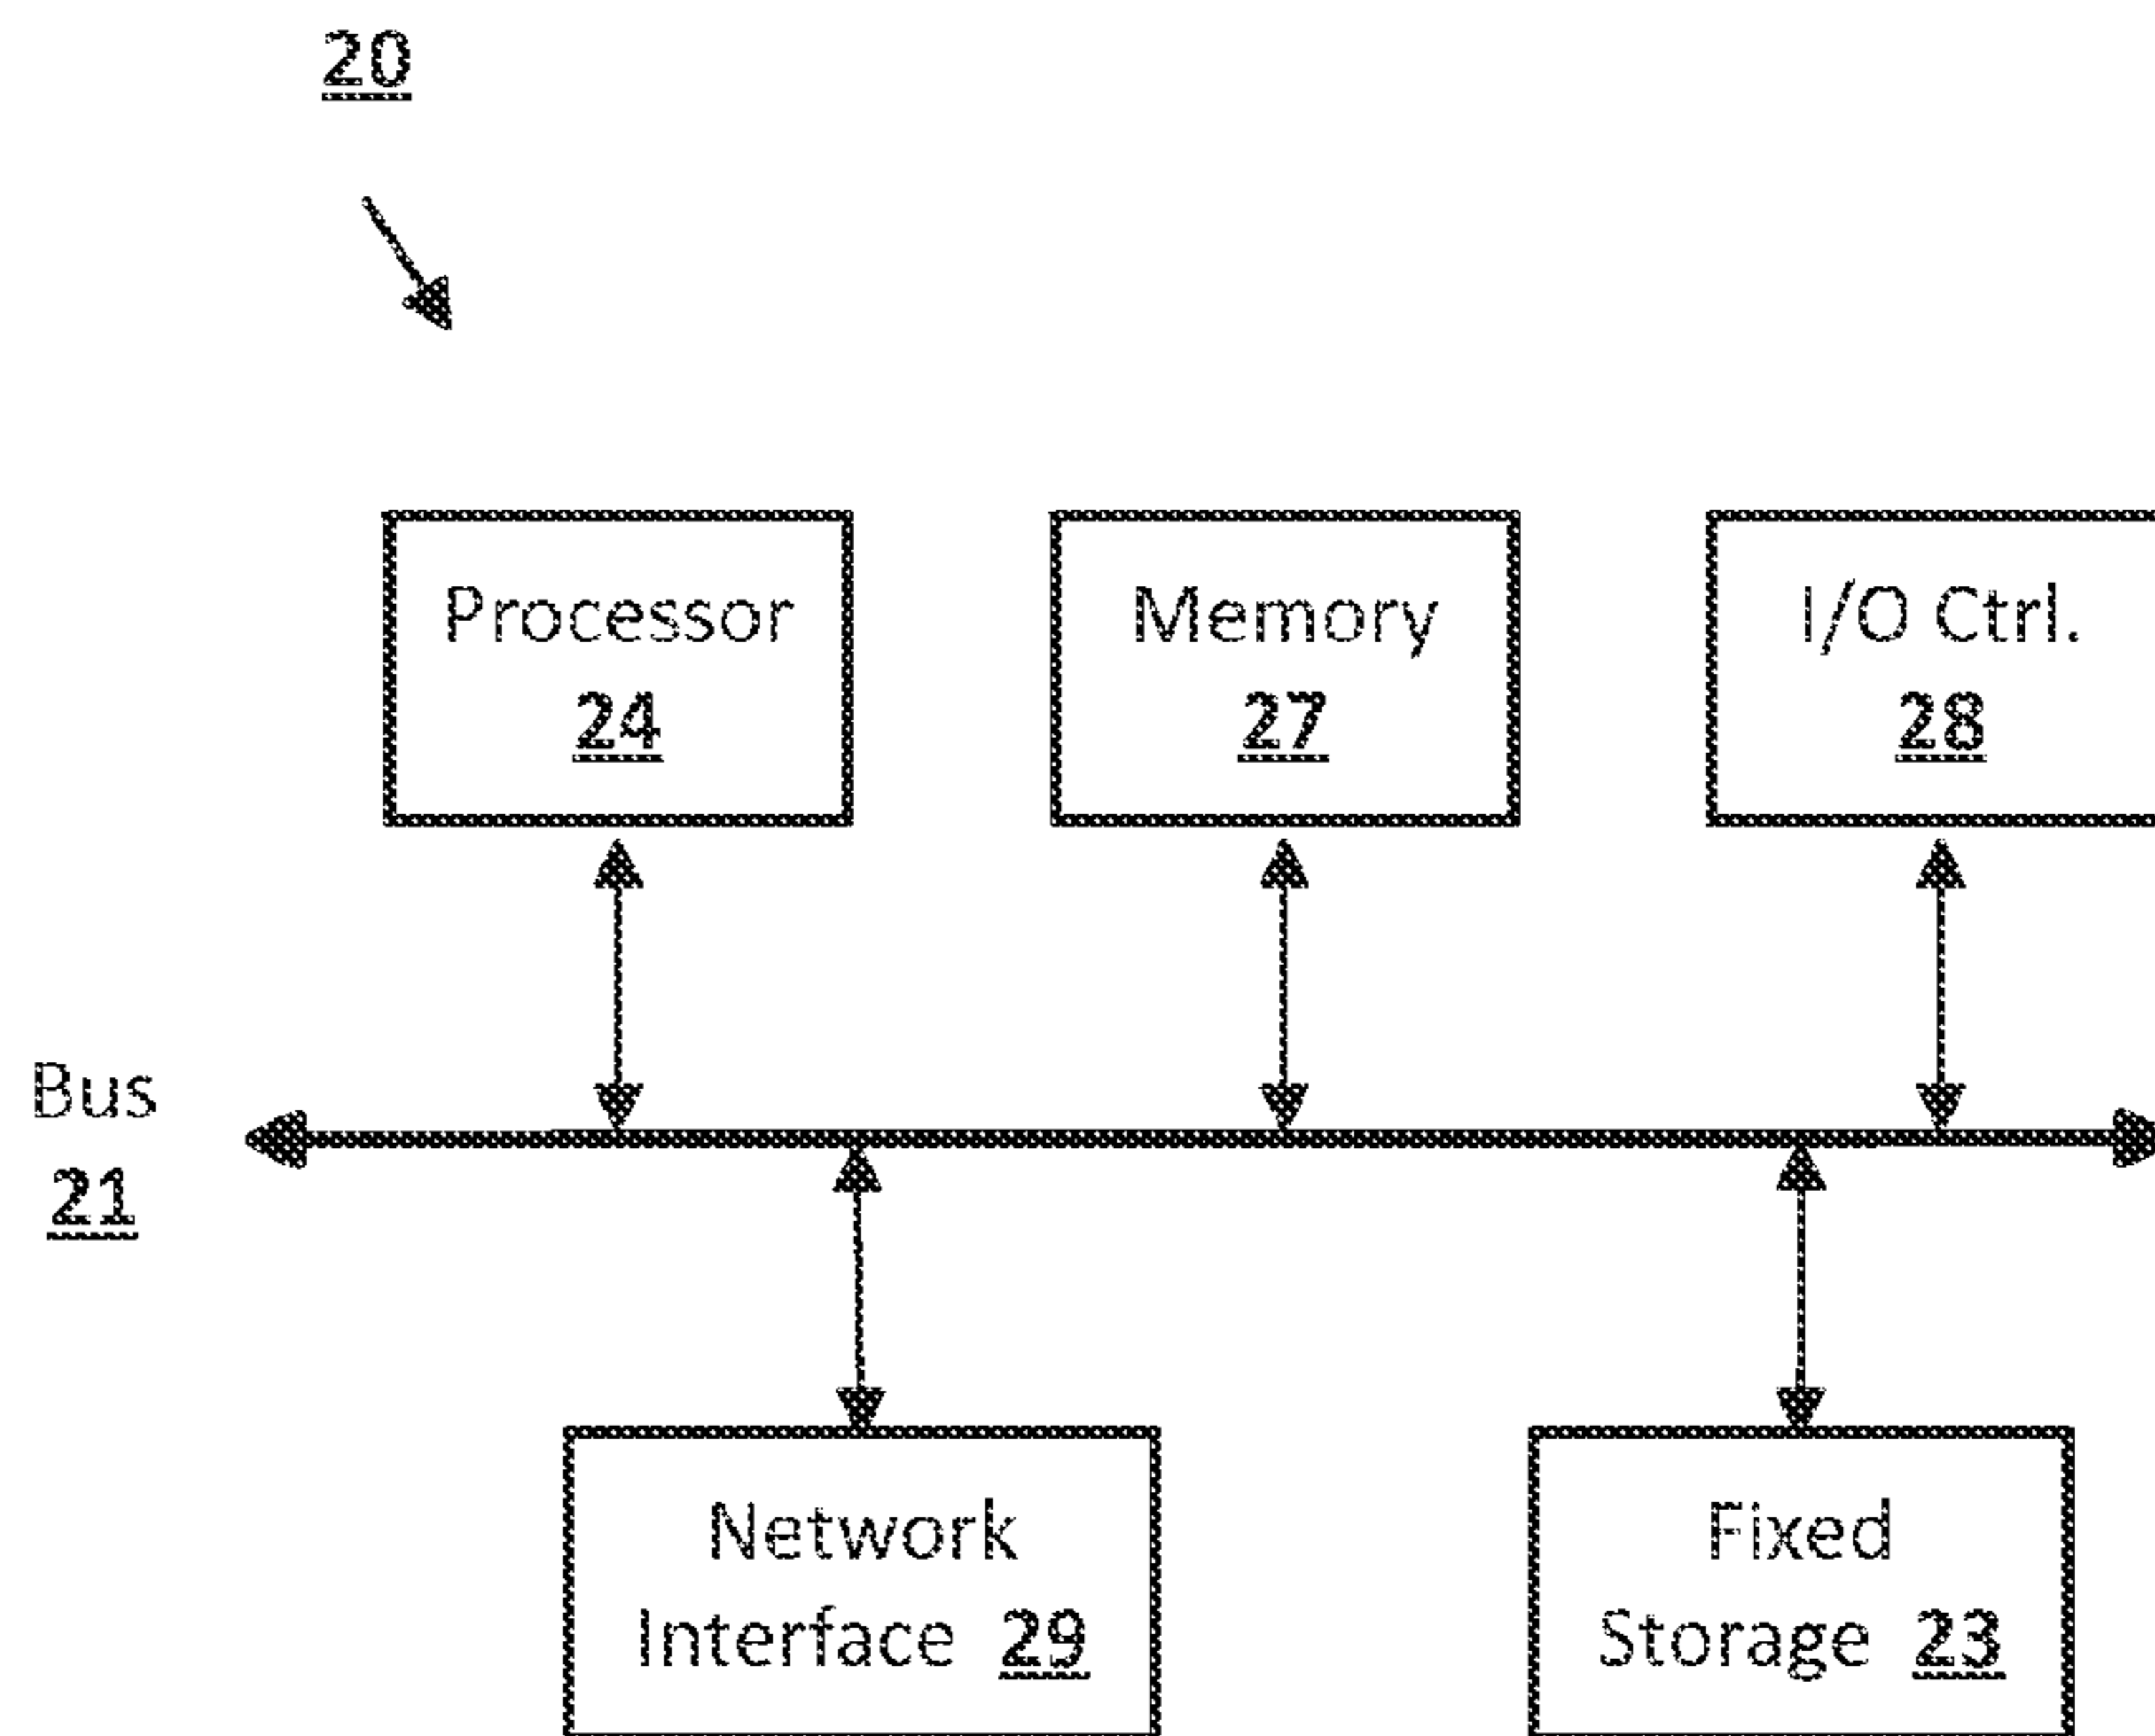 20
Processor
24
Memory
27
I/O Ctrl.
28
Bus
21
Network
Interface 29
Fixed
Storage 23